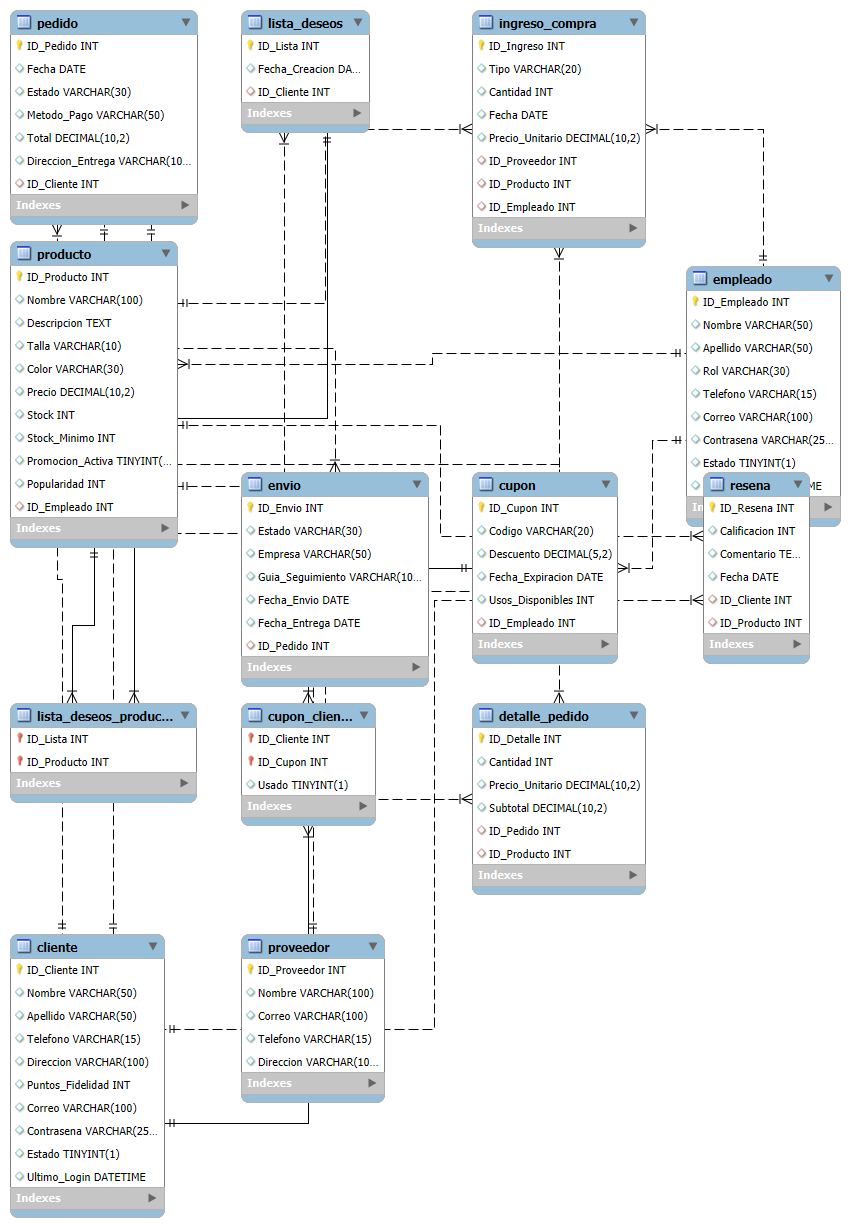 pedido
ID_Pedido INT
Fecha DATE
Estado VARCHAR(30)
Metodo_Pago VARCHAR(50)
Total DECIMAL(10,2)
Direccion_Entrega VARCHAR(10...
ID_Cliente INT
Indexes
lista_deseos
ID_Lista INT
Fecha_Creacion DA...
ID_Cliente INT
Indexes
ingreso_compra
ID_Ingreso INT
Tipo VARCHAR(20)
Cantidad INT
Fecha DATE
Precio_Unitario DECIMAL(10,2)
ID_Proveedor INT
ID_Producto INT
ID_Empleado INT
Indexes
producto
ID_Producto INT
Nombre VARCHAR(100)
Descripcion TEXT
Talla VARCHAR(10)
Color VARCHAR(30)
Precio DECIMAL(10,2)
Stock INT
Stock_Minimo INT
Promocion_Activa TINYINT(...
Popularidad INT
ID_Empleado INT
Indexes
empleado
ID_Empleado INT
Nombre VARCHAR(50)
Apellido VARCHAR(50)
Rol VARCHAR(30)
Telefono VARCHAR(15)
Correo VARCHAR(100)
Contrasena VARCHAR(25...
Estado TINYINT(1)
ME
In
envio
ID_Envio INT
Estado VARCHAR(30)
Empresa VARCHAR(50)
Guia_Seguimiento VARCHAR(10...
Fecha_Envio DATE
Fecha_Entrega DATE
ID_Pedido INT
Indexes
cupon
ID_Cupon INT
Codigo VARCHAR(20)
Descuento DECIMAL(5,2)
Fecha_Expiracion DATE
Usos_Disponibles INT
ID_Empleado INT
Indexes
resena
ID_Resena INT
Calificacion INT
Comentario TE...
Fecha DATE
ID_Cliente INT
ID_Producto INT
Indexes
lista_deseos_produc...
ID_Lista INT
ID_Producto INT
Indexes
cupon_clien...
ID_Cliente INT
ID_Cupon INT
Usado TINYINT(1)
Indexes
detalle_pedido
ID_Detalle INT
Cantidad INT
Precio_Unitario DECIMAL(10,2)
Subtotal DECIMAL(10,2)
ID_Pedido INT
ID_Producto INT
Indexes
cliente
ID_Cliente INT
Nombre VARCHAR(50)
Apellido VARCHAR(50)
Telefono VARCHAR(15)
Direccion VARCHAR(100)
Puntos_Fidelidad INT
Correo VARCHAR(100)
Contrasena VARCHAR(25...
Estado TINYINT(1)
Ultimo_Login DATETIME
Indexes
proveedor
ID_Proveedor INT
Nombre VARCHAR(100)
Correo VARCHAR(100)
Telefono VARCHAR(15)
Direccion VARCHAR(10...
Indexes